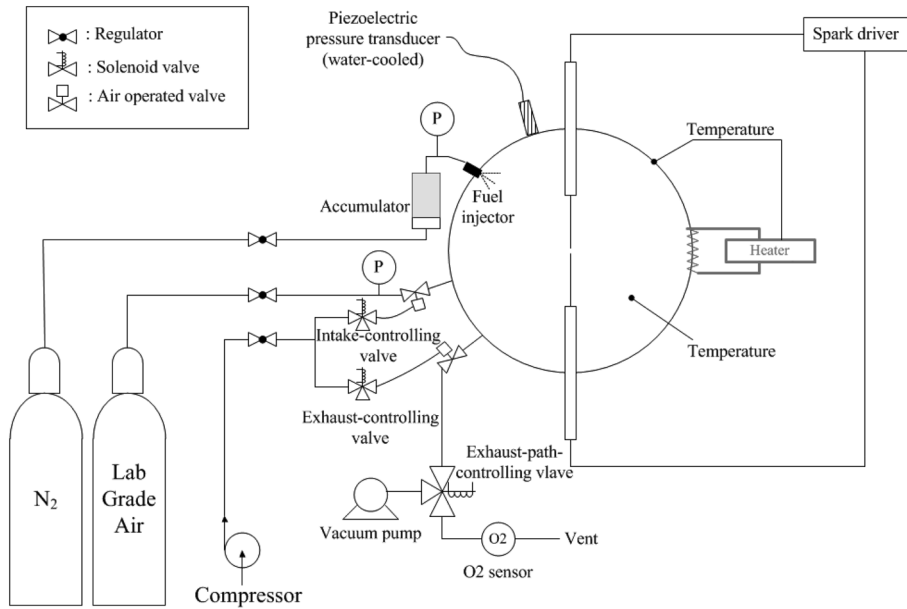 : Regulator
: Solenoid valve
: Air operated valve
Piezoelectric
pressure transducer
(water-cooled)
Spark driver
P
Temperature
Accumulator
Fuel
injector
Heater
P
Intake-controlling
valve
Temperature
Exhaust-controlling
valve
Exhaust-path-
controlling vlave
N2
Lab
Grade
Air
Vacuum pump
O2
Vent
O2 sensor
Compressor